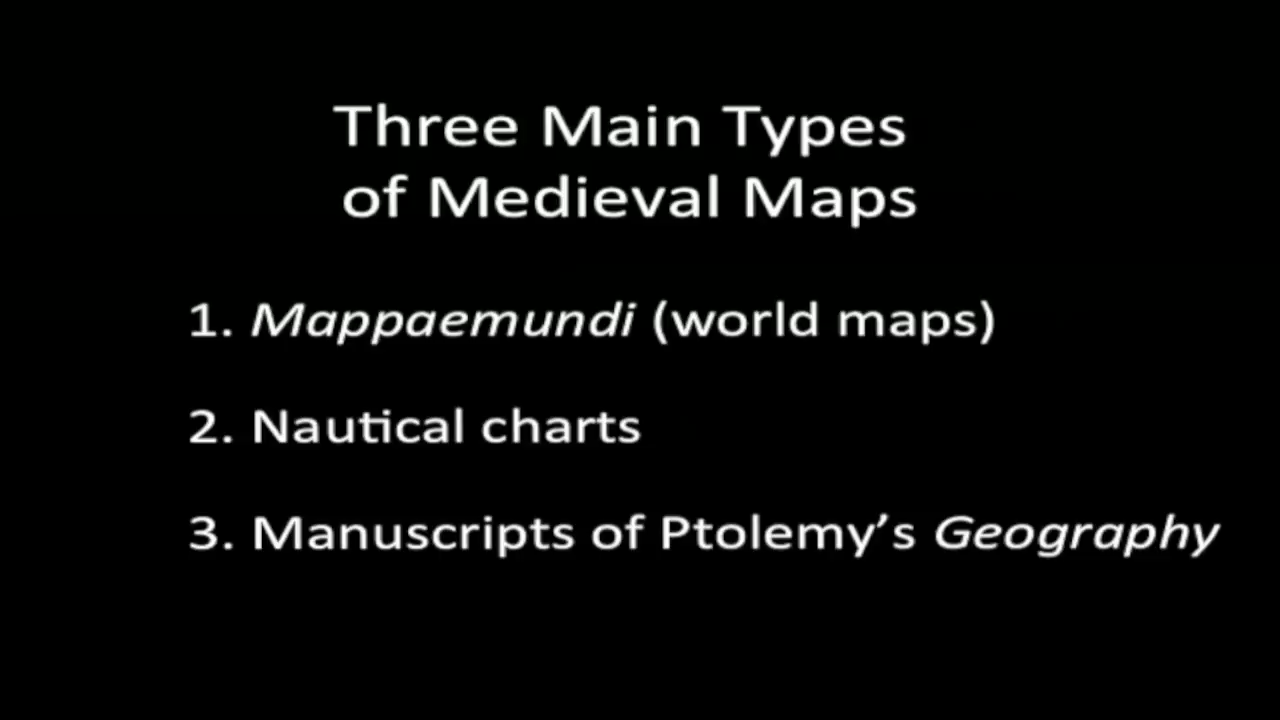 Three Main Types
of Medieval Maps
1. Mappaemundi (world maps)
2. Nautical charts
3. Manuscripts of Ptolemy’s Geography